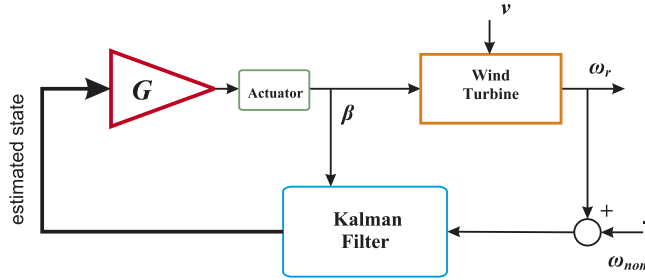 v
G
Actuator
Wind
Turbine
ω_r
β
estimated state
Kalman
Filter
+
-
ω_nom